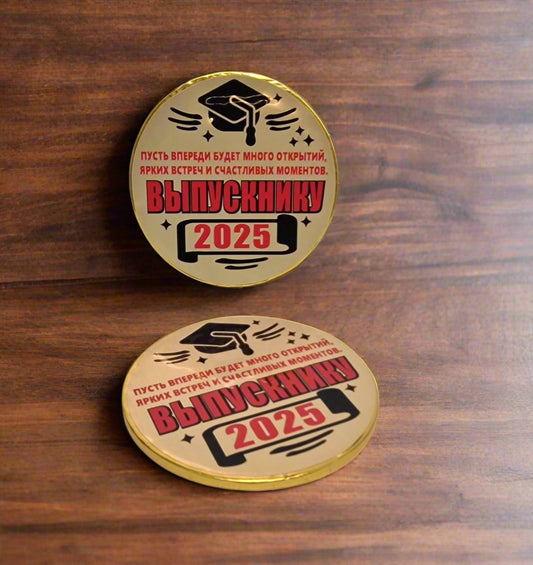 ПУСТЬ ВПЕРЕДИ БУДЕТ МНОГО ОТКРЫТИЙ,
ЯРКИХ ВСТРЕЧ И СЧАСТЛИВЫХ МОМЕНТОВ.
ВЫПУСКНИКУ
2025
ПУСТЬ ВПЕРЕДИ БУДЕТ МНОГО ОТКРЫТИЙ,
ЯРКИХ ВСТРЕЧ И СЧАСТЛИВЫХ МОМЕНТОВ.
ВЫПУСКНИКУ
2025